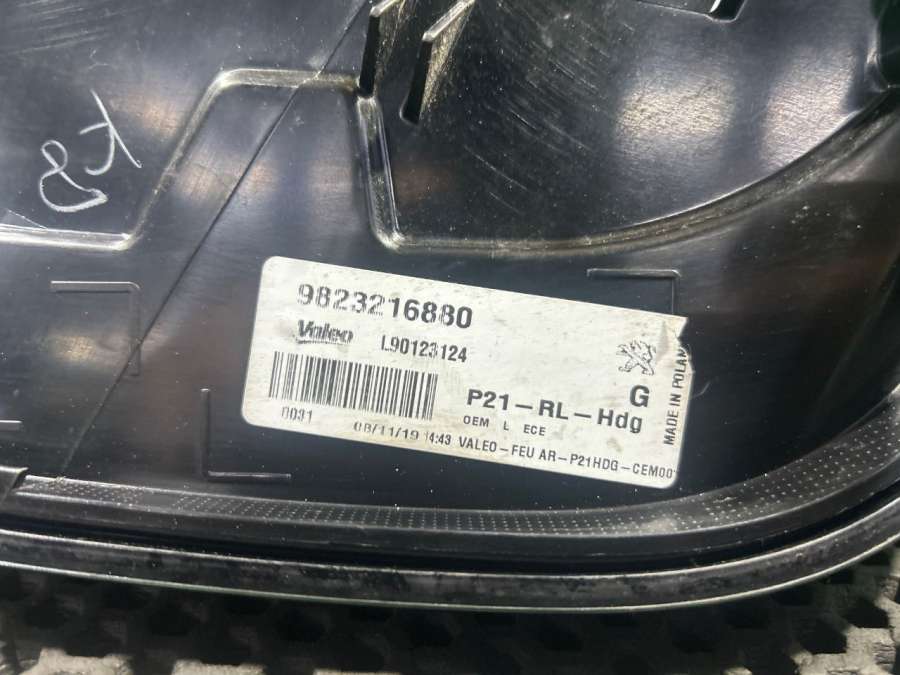 9823216880
Valeo L90123124
G
MADE IN POLAN
P21-RL-Hdg
OEM L ECE
0031
08/11/19 14:43 VALEO-FEU AR-P21HDG-CEM00